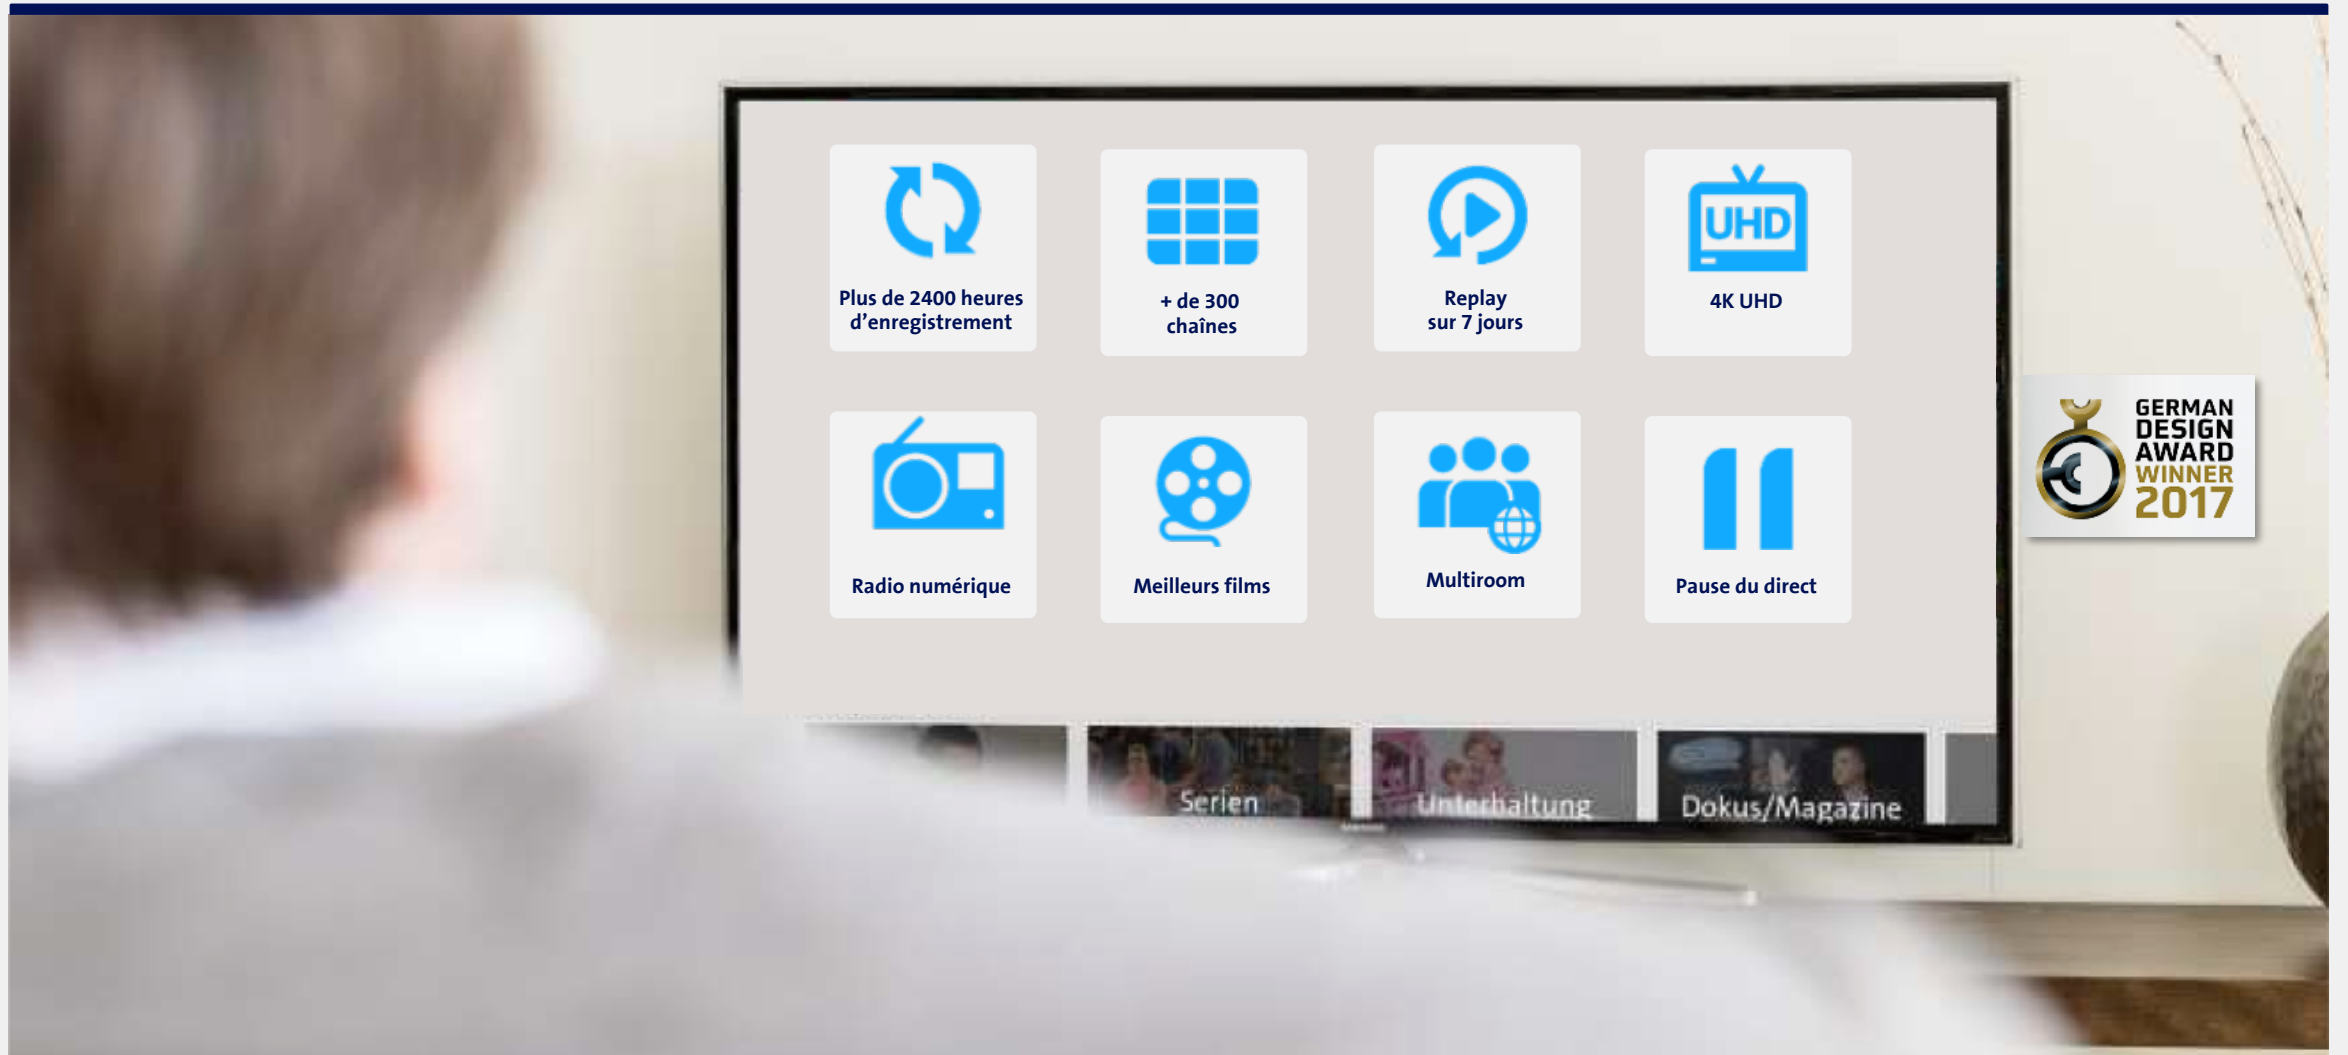 Plus de 2400 heures
d’enregistrement
+ de 300
chaînes
Replay
sur 7 jours
UHD
4K UHD
Radio numérique
Meilleurs films
Multiroom
Pause du direct
GERMAN
DESIGN
AWARD
WINNER
2017
Serien
Unterhaltung
Dokus/Magazine